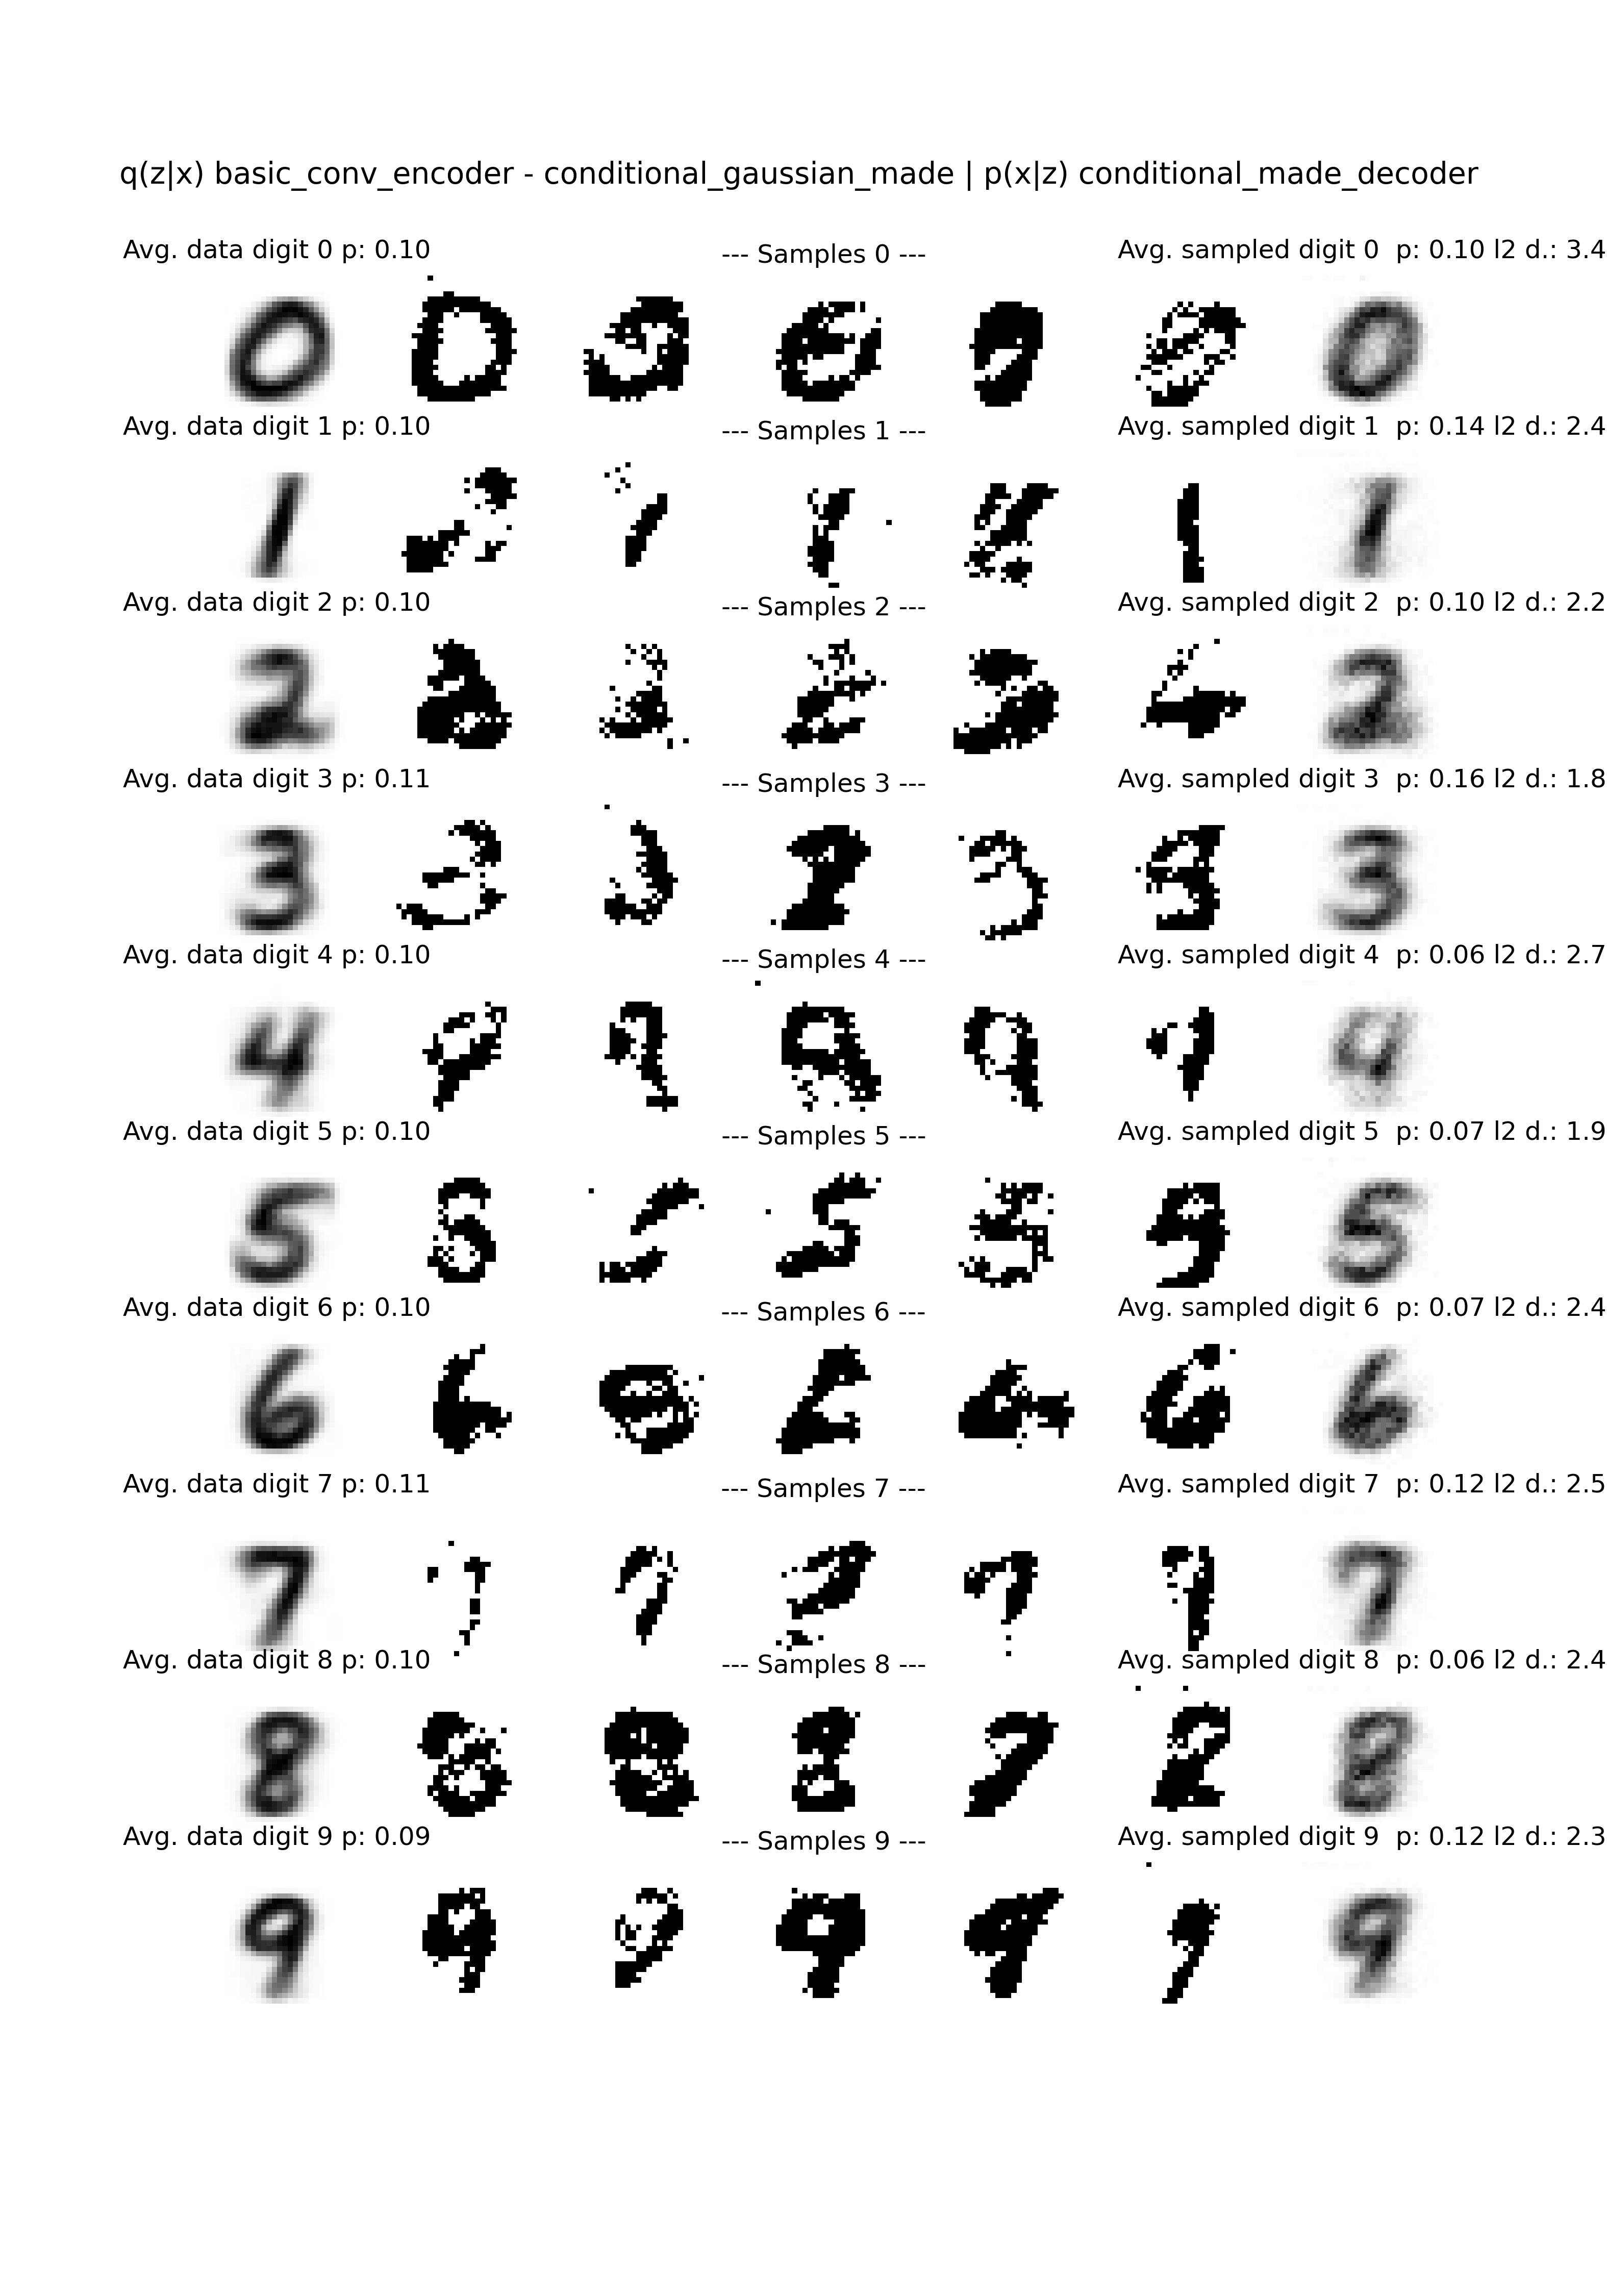 q(z|x) basic_conv_encoder - conditional_gaussian_made | p(x|z) conditional_made_decoder
Avg. data digit 0 p: 0.10 --- Samples 0 --- Avg. sampled digit 0 p: 0.10 l2 d.: 3.4
Avg. data digit 1 p: 0.10 --- Samples 1 --- Avg. sampled digit 1 p: 0.14 l2 d.: 2.4
Avg. data digit 2 p: 0.10 --- Samples 2 --- Avg. sampled digit 2 p: 0.10 l2 d.: 2.2
Avg. data digit 3 p: 0.11 --- Samples 3 --- Avg. sampled digit 3 p: 0.16 l2 d.: 1.8
Avg. data digit 4 p: 0.10 --- Samples 4 --- Avg. sampled digit 4 p: 0.06 l2 d.: 2.7
Avg. data digit 5 p: 0.10 --- Samples 5 --- Avg. sampled digit 5 p: 0.07 l2 d.: 1.9
Avg. data digit 6 p: 0.10 --- Samples 6 --- Avg. sampled digit 6 p: 0.07 l2 d.: 2.4
Avg. data digit 7 p: 0.11 --- Samples 7 --- Avg. sampled digit 7 p: 0.12 l2 d.: 2.5
Avg. data digit 8 p: 0.10 --- Samples 8 --- Avg. sampled digit 8 p: 0.06 l2 d.: 2.4
Avg. data digit 9 p: 0.09 --- Samples 9 --- Avg. sampled digit 9 p: 0.12 l2 d.: 2.3